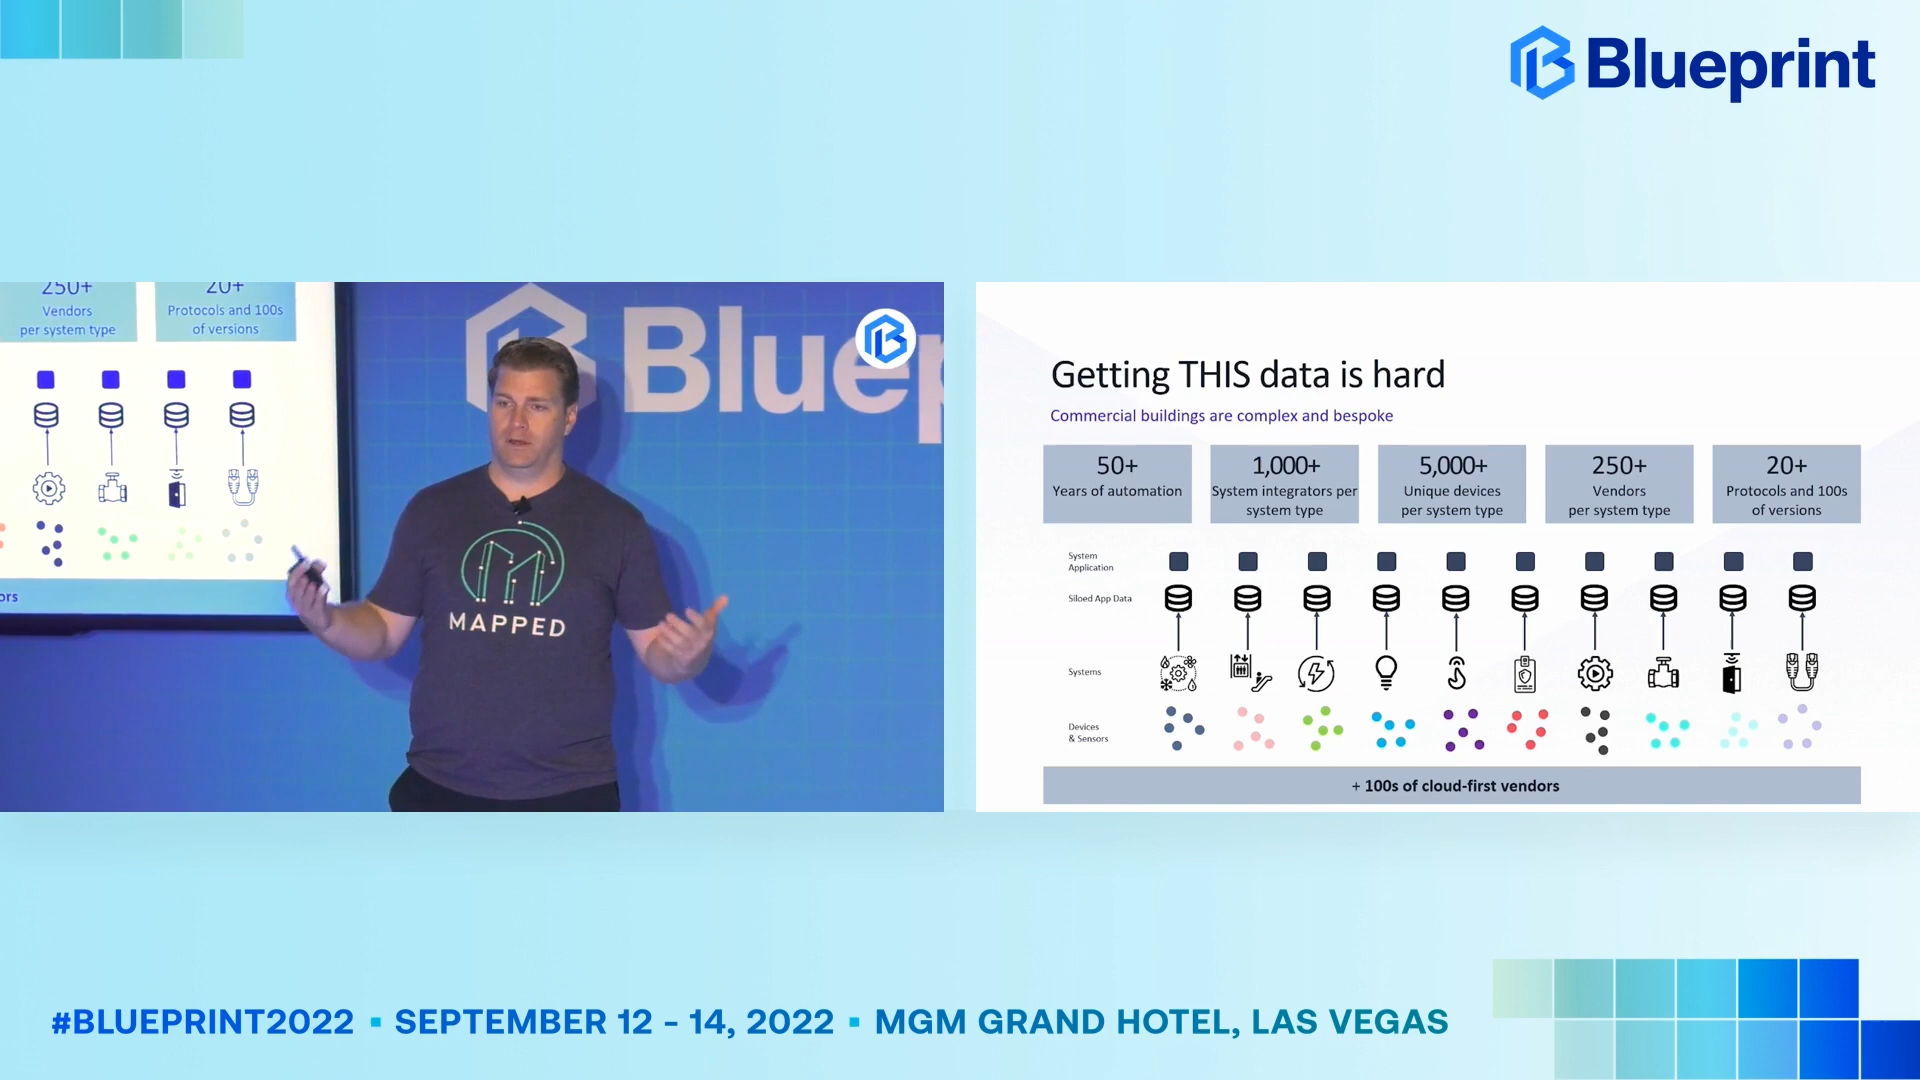 Blueprint
250+
Vendors
per system type
20+
Protocols and 100s
of versions
ors
Bluep
MAPPED
Getting THIS data is hard
Commercial buildings are complex and bespoke
50+
Years of automation
1,000+
System integrators per
system type
5,000+
Unique devices
per system type
250+
Vendors
per system type
20+
Protocols and 100s
of versions
System
Application
Siloed App Data
Systems
Devices
& Sensors
+ 100s of cloud-first vendors
#BLUEPRINT2022 ▪ SEPTEMBER 12 - 14, 2022 ▪ MGM GRAND HOTEL, LAS VEGAS